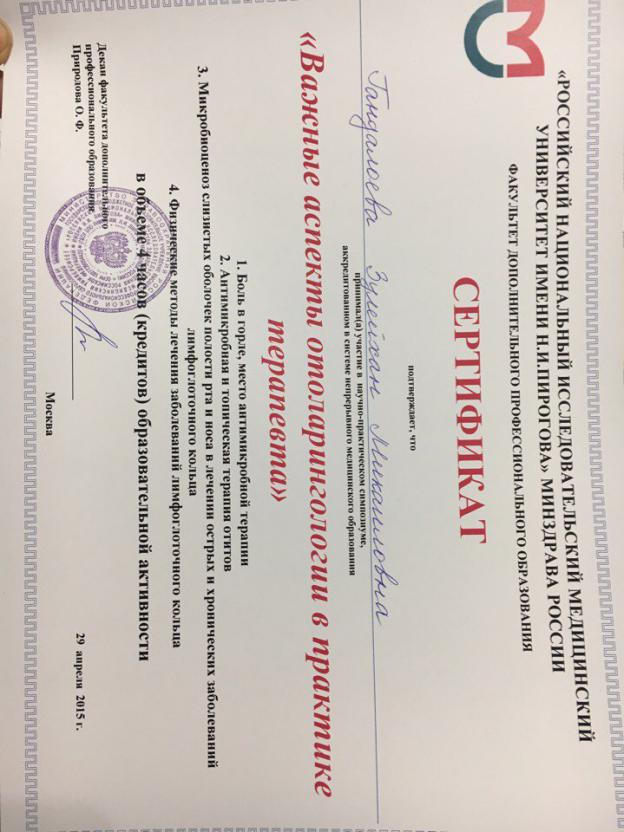 «РОССИЙСКИЙ НАЦИОНАЛЬНЫЙ ИССЛЕДОВАТЕЛЬСКИЙ МЕДИЦИНСКИЙ
УНИВЕРСИТЕТ ИМЕНИ Н.И.ПИРОГОВА» МИНЗДРАВА РОССИИ
ФАКУЛЬТЕТ ДОПОЛНИТЕЛЬНОГО ПРОФЕССИОНАЛЬНОГО ОБРАЗОВАНИЯ
СЕРТИФИКАТ
подтверждает, что
Гандалоева Зулейхан Микаиловна
принимал(а) участие в научно-практическом симпозиуме,
аккредитованном в системе непрерывного медицинского образования
«Важные аспекты отоларингологии в практике
терапевта»
1. Боль в горле, место антимикробной терапии
2. Антимикробная и топическая терапия отитов
3. Микробиоценоз слизистых оболочек полости рта и носа в лечении острых и хронических заболеваний
лимфоглоточного кольца
4. Физические методы лечения заболеваний лимфоглоточного кольца
в объеме 4 часов (кредитов) образовательной активности
Декан факультета дополнительного
профессионального образования
Природова О. Ф.
29 апреля 2015 г.
Москва